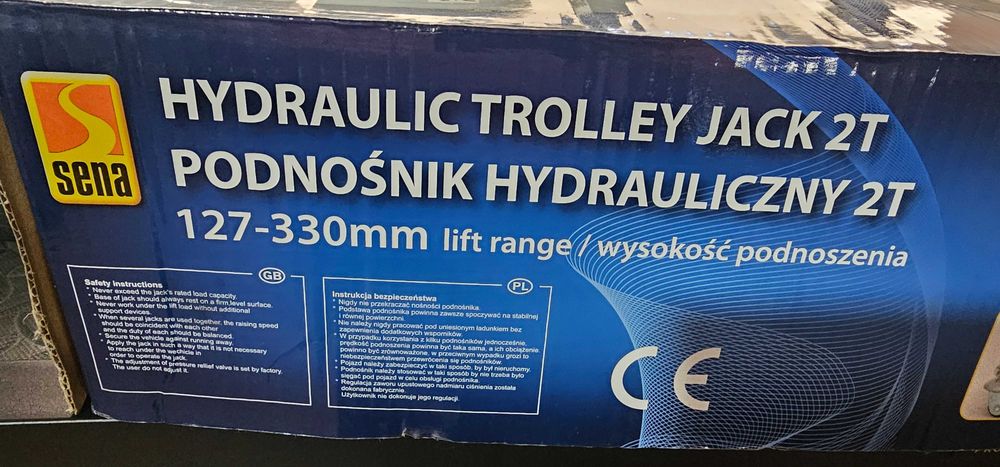 sena
HYDRAULIC TROLLEY JACK 2T
PODNOŚNIK HYDRAULICZNY 2T
127-330mm lift range / wysokość podnoszenia
GB
Safety instructions
* Never exceed the jack's rated load capacity.
* Base of jack should always rest on a firm,level surface.
* Never work under the lift load without additional
support devices.
* When several jacks are used together, the raising speed
should be coincident with each other
and the duty of each should be balanced.
* Secure the vehicle against running away.
* Apply the jack in such a way that it is not necessary
to reach under the wechicle in
order to operate the jack.
* The adjustment of pressure relief valve is set by factory.
The user do not adjust it.
PL
Instrukcja bezpieczeństwa
* Nigdy nie przekraczać nośności podnośnika.
* Podstawa podnośnika powinna zawsze spoczywać na stabilnej
i równej powierzchni.
* Nie należy nigdy pracować pod uniesionym ładunkiem bez
zapewnienia dodatkowych wsporników.
* W przypadku korzystania z kilku podnośników jednocześnie,
prędkość podnoszenia powinna być taka sama, a ich obciążenie
powinno być zrównoważone, w przeciwnym wypadku grozi to
niebezpieczeństwem przewrócenia się podnośników.
* Pojazd należy zabezpieczyć w taki sposób, by był nieruchomy.
* Podnośnik należy stosować w taki sposób by nie trzeba było
sięgać pod pojazd w celu obsługi podnośnika.
* Regulacja zaworu upustowego nadmiaru ciśnienia została
dokonana fabrycznie.
Użytkownik nie dokonuje jego regulacji.
CE